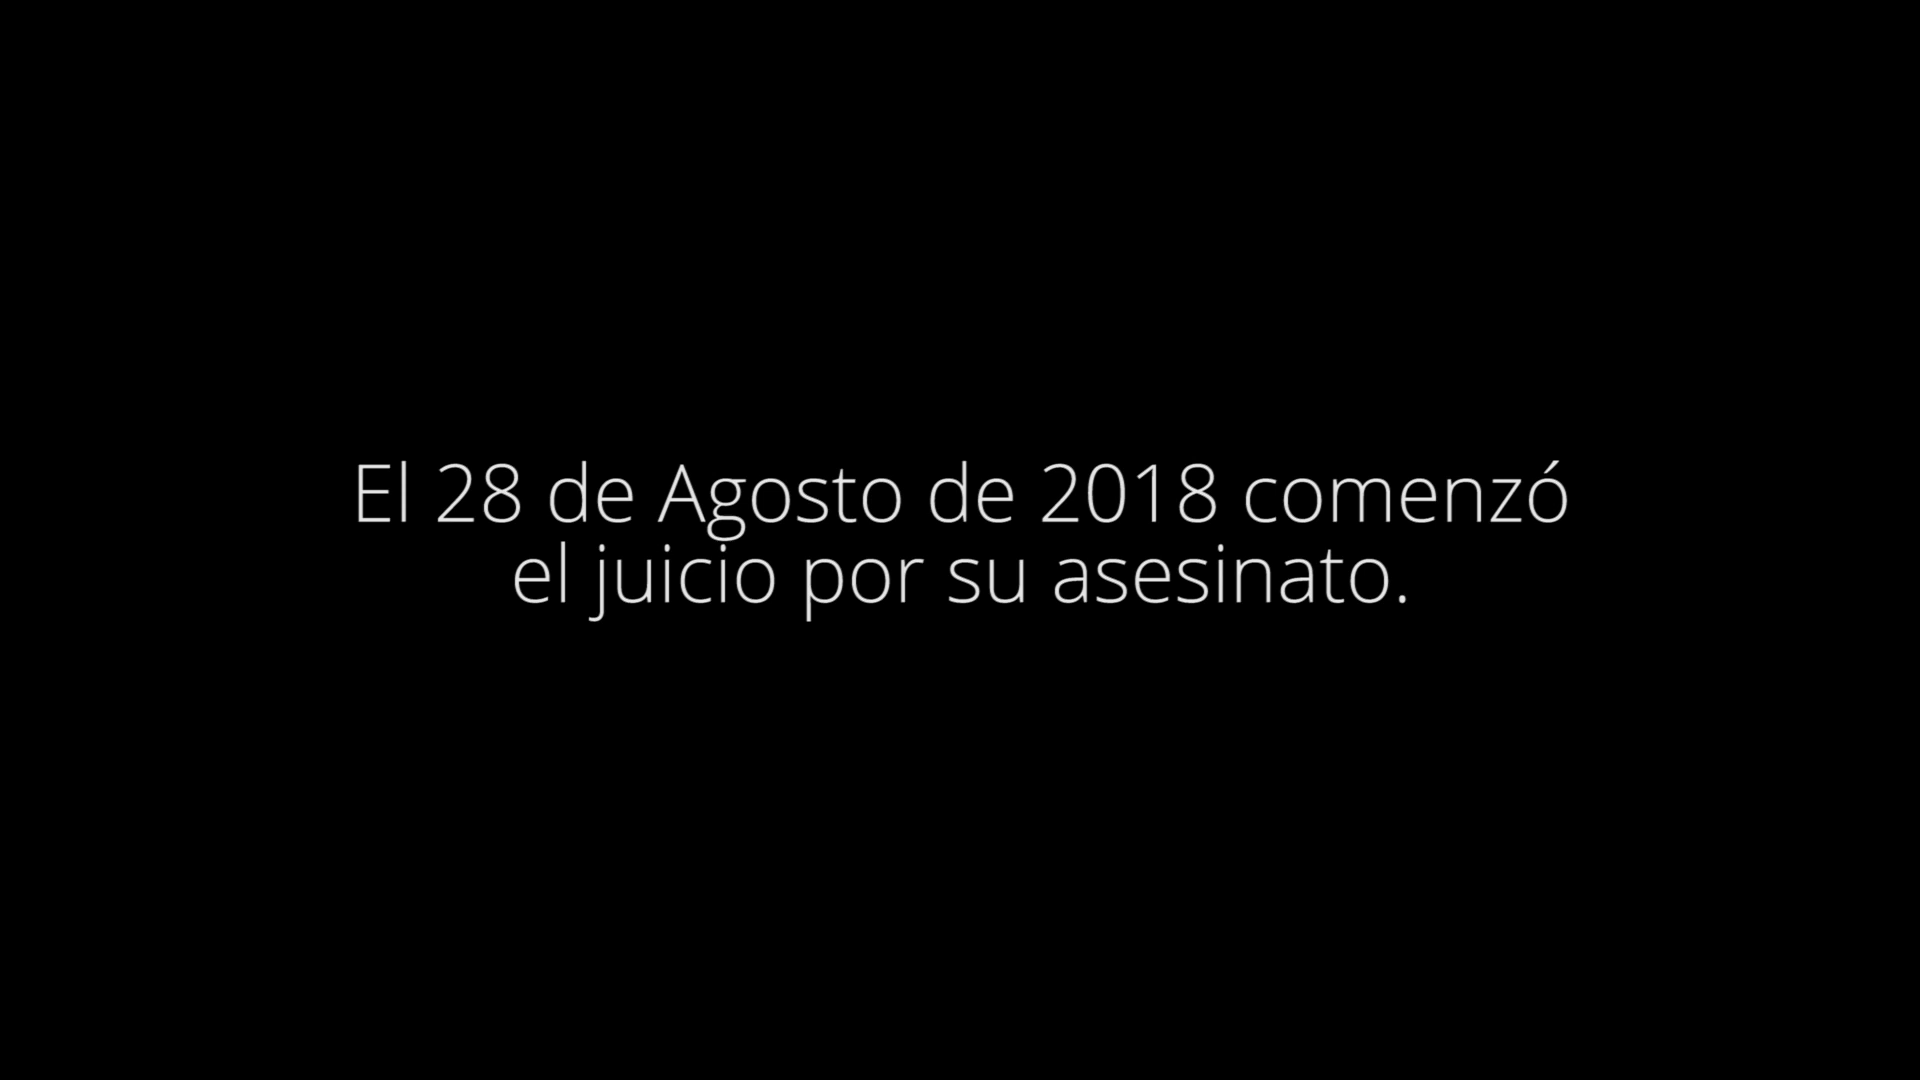 El 28 de Agosto de 2018 comenzó
el juicio por su asesinato.